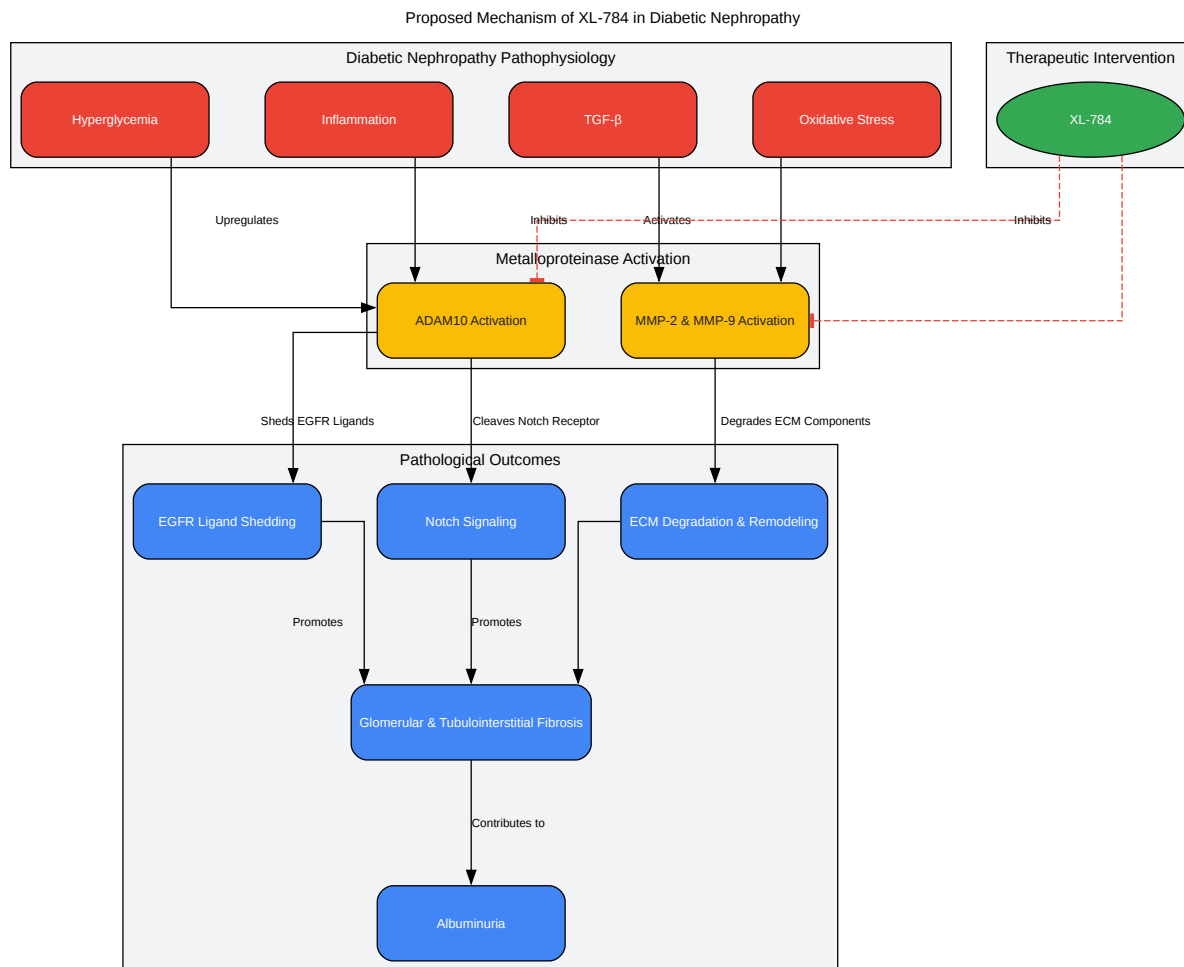 Proposed Mechanism of XL-784 in Diabetic Nephropathy
Diabetic Nephropathy Pathophysiology
Therapeutic Intervention
Hyperglycemia
Inflammation
TGF-β
Oxidative Stress
XL-784
Upregulates
Inhibits
Activates
Inhibits
Metalloproteinase Activation
ADAM10 Activation
MMP-2 & MMP-9 Activation
Sheds EGFR Ligands
Cleaves Notch Receptor
Degrades ECM Components
Pathological Outcomes
EGFR Ligand Shedding
Notch Signaling
ECM Degradation & Remodeling
Promotes
Promotes
Glomerular & Tubulointerstitial Fibrosis
Contributes to
Albuminuria